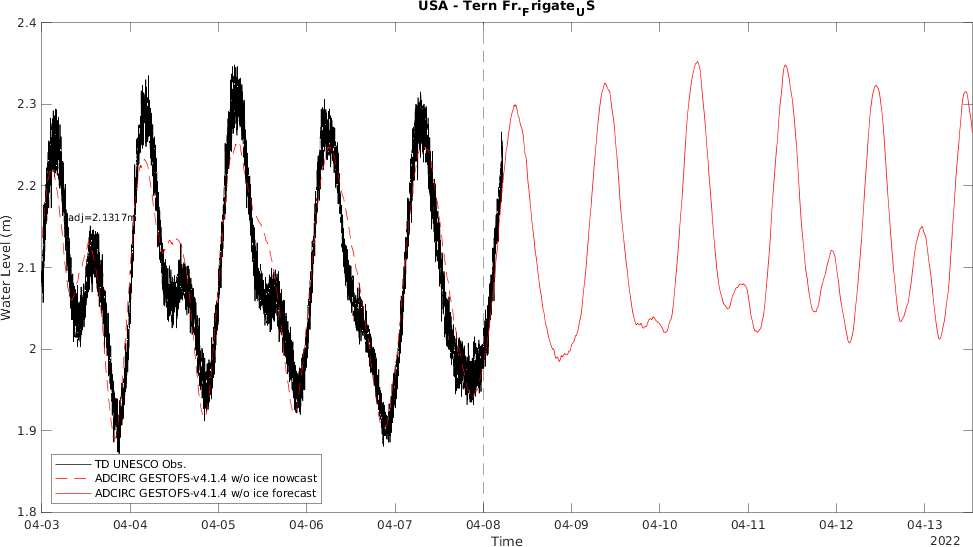 USA - Tern Fr.FrigateUS
2.4
2.3
2.2
2.1
2
1.9
1.8
Water Level (m)
adj=2.1317m
TD UNESCO Obs.
ADCIRC GESTOFS-v4.1.4 w/o ice nowcast
ADCIRC GESTOFS-v4.1.4 w/o ice forecast
04-03 04-04 04-05 04-06 04-07 04-08 04-09 04-10 04-11 04-12 04-13
Time
2022